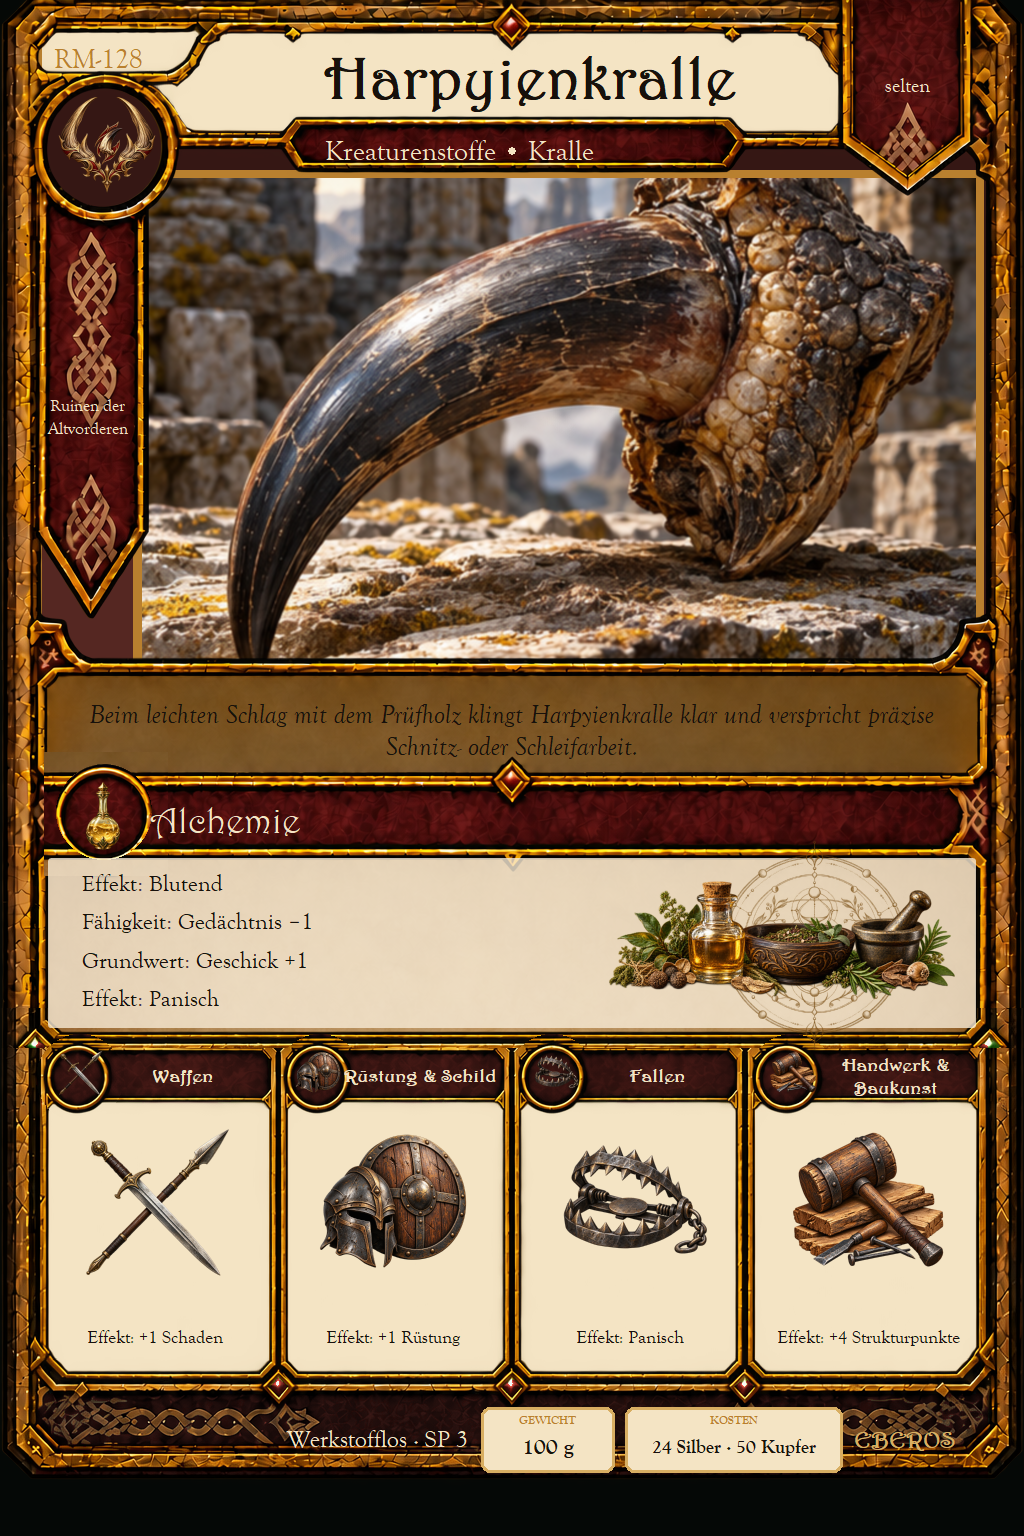 RM-128
Harpyienkralle
selten
Kreaturenstoffe • Kralle
Ruinen der
Altvorderen
Beim leichten Schlag mit dem Prüfholz klingt Harpyienkralle klar und verspricht präzise
Schnitz- oder Schleifarbeit.
Alchemie
Effekt: Blutend
Fähigkeit: Gedächtnis −1
Grundwert: Geschick +1
Effekt: Panisch
Waffen
Rüstung & Schild
Fallen
Handwerk &
Baukunst
Effekt: +1 Schaden
Effekt: +1 Rüstung
Effekt: Panisch
Effekt: +4 Strukturpunkte
Werkstofflos · SP 3
GEWICHT
100 g
KOSTEN
24 Silber · 50 Kupfer
EBEROS